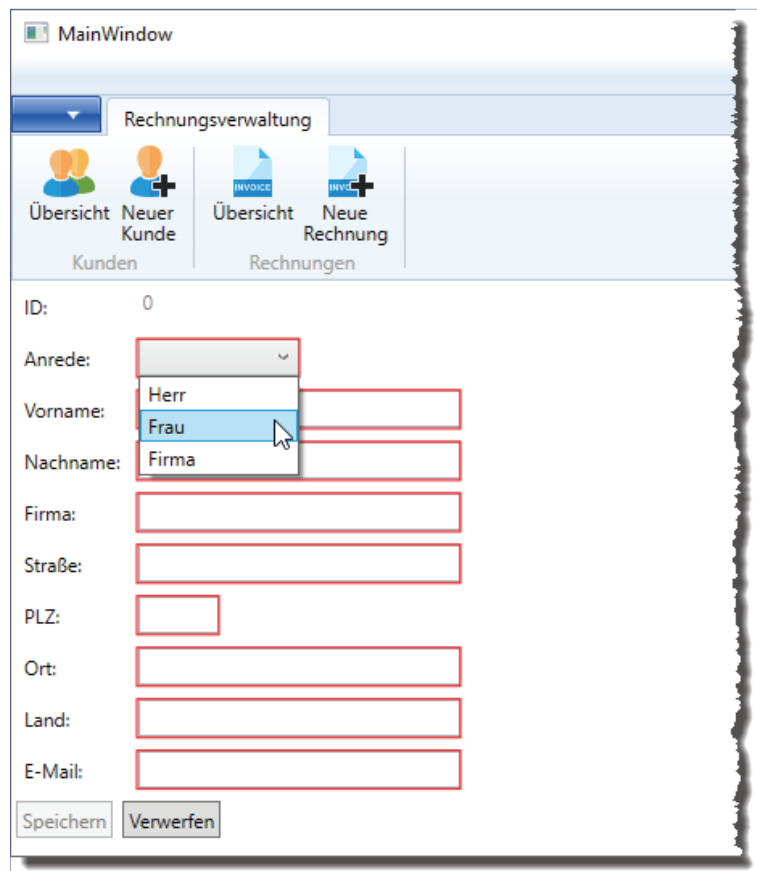 MainWindow
Rechnungsverwaltung
INVOICE
INVO
Übersicht Neuer Kunde
Übersicht Neue Rechnung
Kunden
Rechnungen
ID: 0
Anrede:
Herr
Vorname:
Frau
Nachname:
Firma
Firma:
Straße:
PLZ:
Ort:
Land:
E-Mail:
Speichern Verwerfen